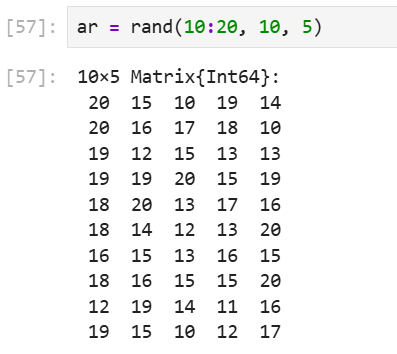 [57]: ar = rand(10:20, 10, 5)
[57]: 10×5 Matrix{Int64}:
20 15 10 19 14
20 16 17 18 10
19 12 15 13 13
19 19 20 15 19
18 20 13 17 16
18 14 12 13 20
16 15 13 16 15
18 16 15 15 20
12 19 14 11 16
19 15 10 12 17